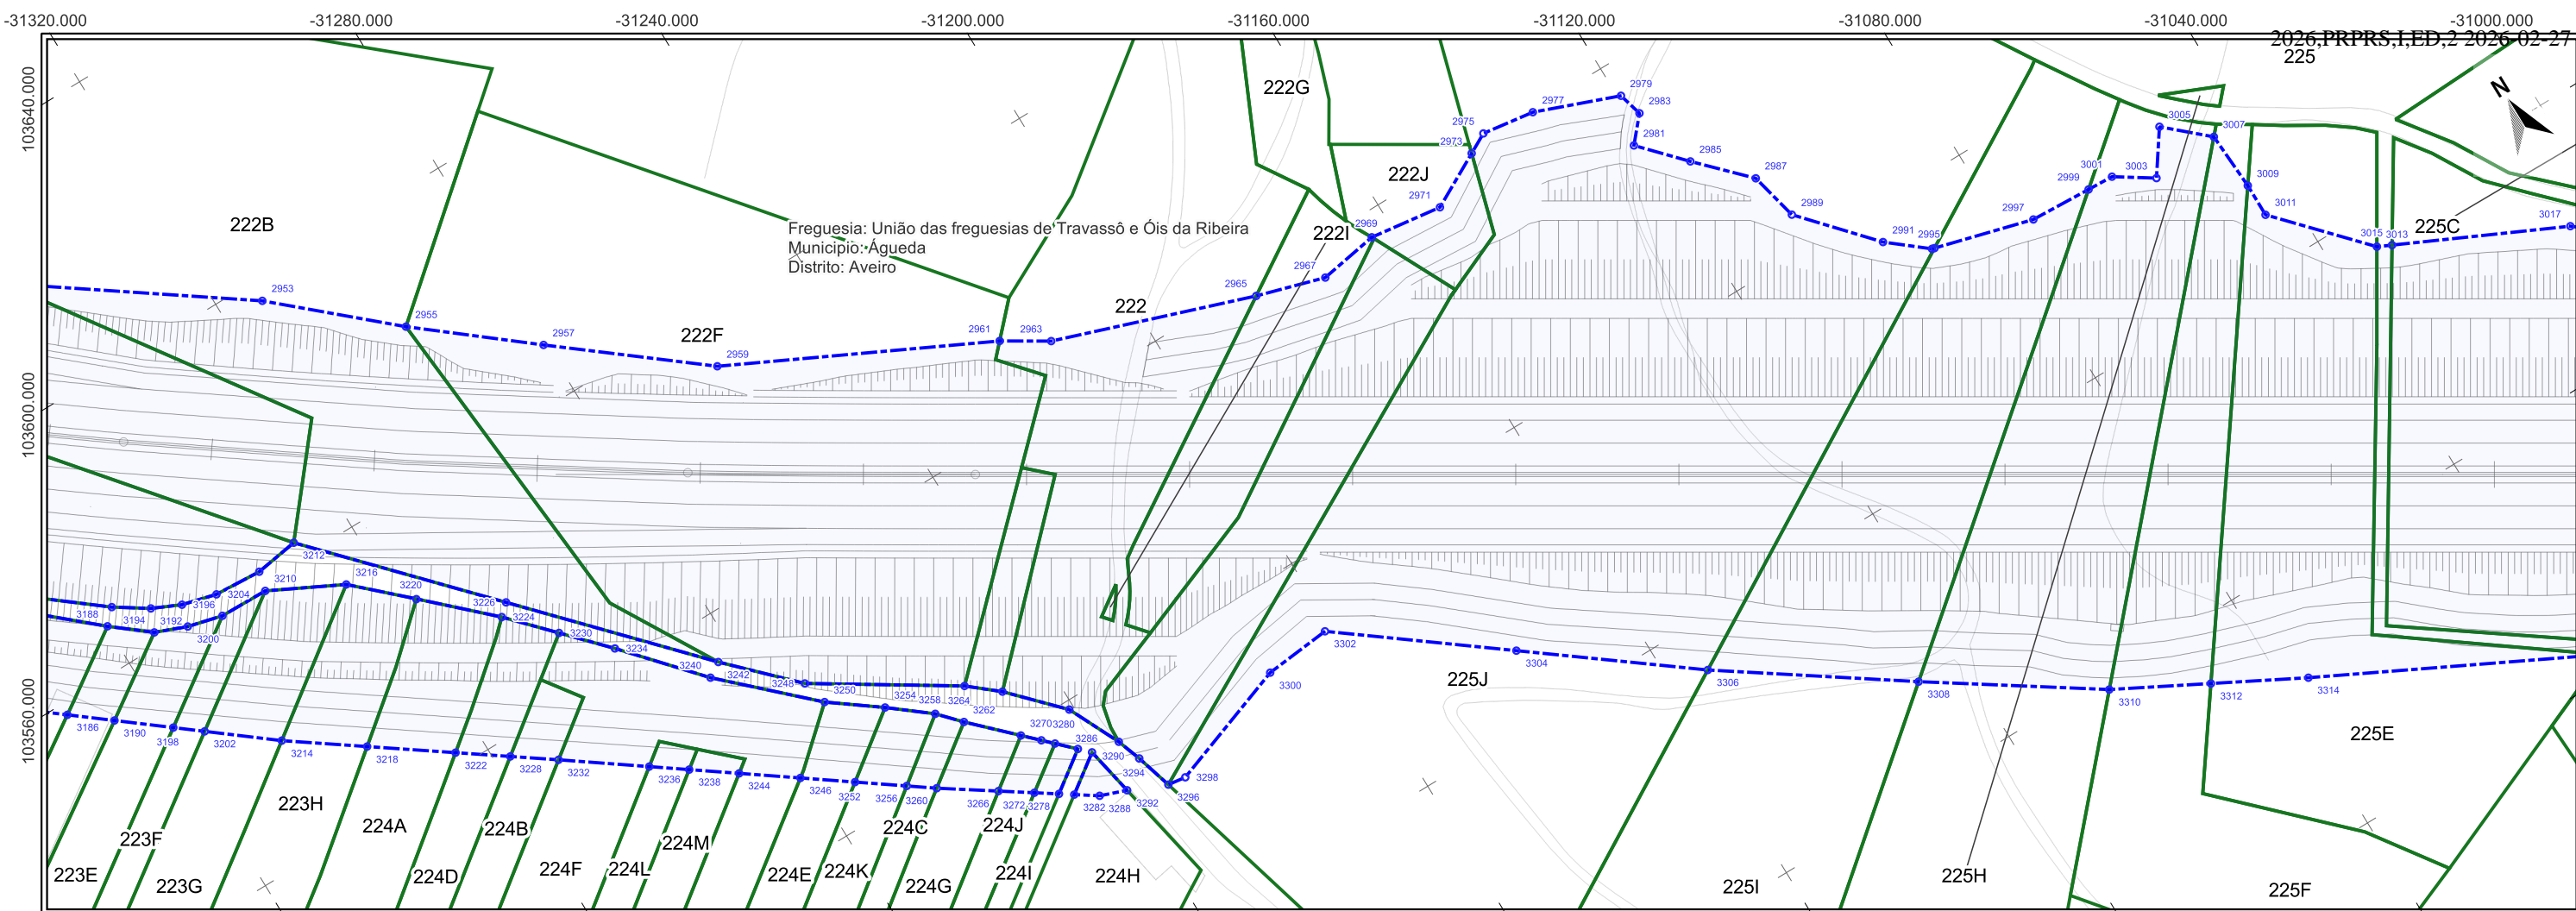 -31320.000 -31280.000 -31240.000 -31200.000 -31160.000 -31120.000 -31080.000 -31040.000 -31000.000
2026,PRPRS,I,ED,2 2026-02-27
225
103640.000
103600.000
103560.000
N
222G
2979
2977
2983
2975
2973
2981
2985
2987
2989
2991
2995
2997
2999
3001
3003
3005
3007
3009
3011
3015
3013
3017
225C
222J
2971
2969
222I
2967
2965
222B
Freguesia: União das freguesias de Travassô e Óis da Ribeira
Municipio: Águeda
Distrito: Aveiro
222
2953
2955
2957
222F
2959
2961
2963
3212
3210
3216
3220
3188
3194
3192
3196
3204
3200
3226
3224
3230
3234
3240
3242
3248
3250
3254
3258
3264
3262
3270
3280
3286
3290
3294
3296
3298
3300
3302
3304
225J
3306
3308
3310
3312
3314
225E
3186
3190
3198
3202
3214
3218
3222
3228
3232
3236
3238
3244
3246
3252
3256
3260
3266
3272
3278
3282
3288
3292
223H
223F
224A
224B
224M
224C
224J
223E
223G
224D
224F
224L
224E
224K
224G
224I
224H
225I
225H
225F